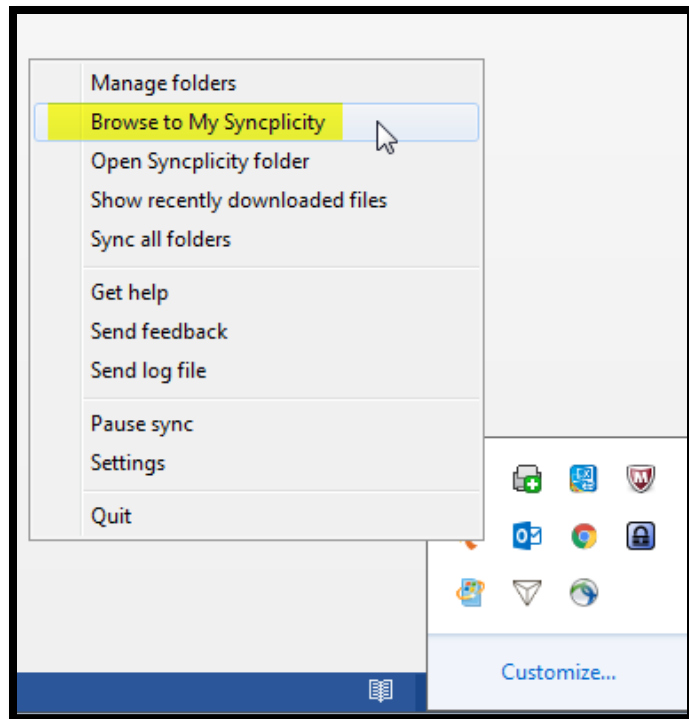 Manage folders
Browse to My Syncplicity
Open Syncplicity folder
Show recently downloaded files
Sync all folders
Get help
Send feedback
Send log file
Pause sync
Settings
Quit
Customize...